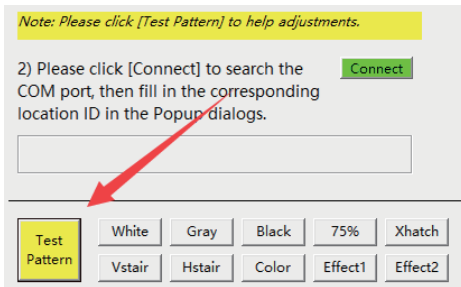 Note: Please click [Test Pattern] to help adjustments.
2) Please click [Connect] to search the
COM port, then fill in the corresponding
location ID in the Popup dialogs.
Connect
Test
Pattern
White Gray Black 75% Xhatch
Vstair Hstair Color Effect1 Effect2